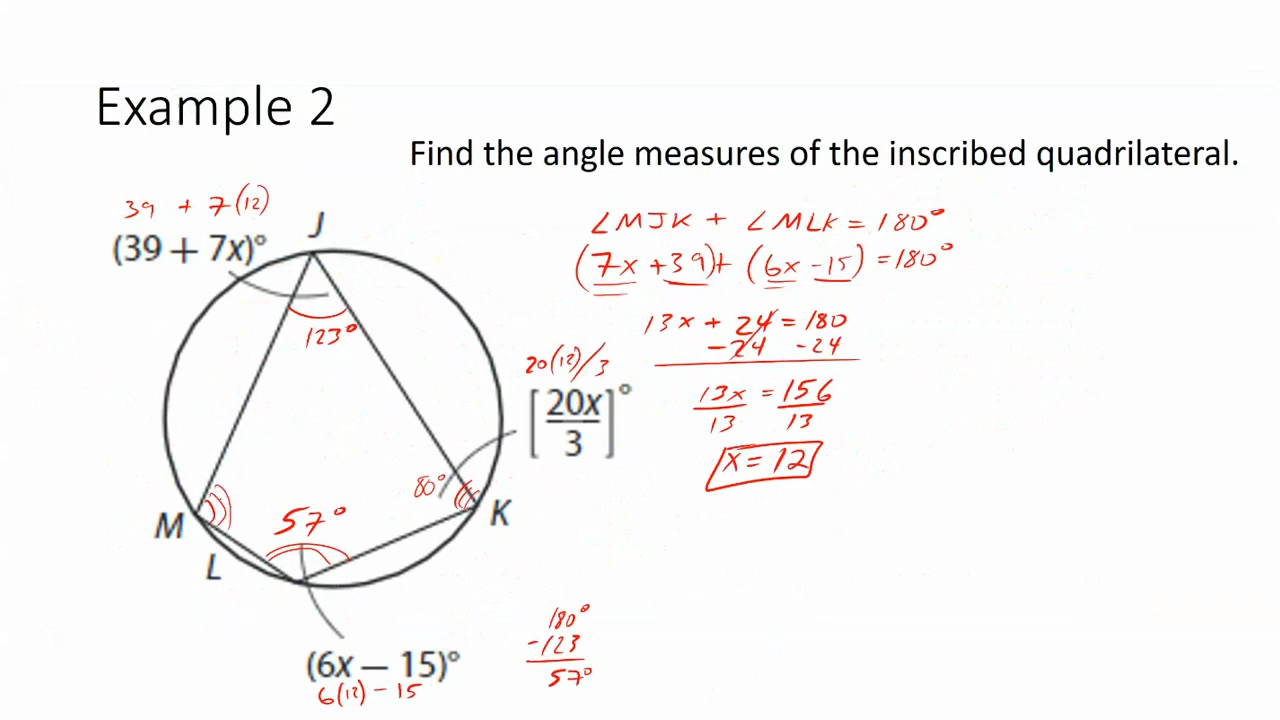 Example 2
Find the angle measures of the inscribed quadrilateral.
39 + 7(12)
(39 + 7x)°
J
123°
20(12)/3
[20x/3]°
80°
K
M
57°
L
(6x − 15)°
6(12) − 15
180°
−123
57°
∠MJK + ∠MLK = 180°
(7x + 39) + (6x − 15) = 180°
13x + 24 = 180
−24 −24
13x = 156
13 13
x = 12